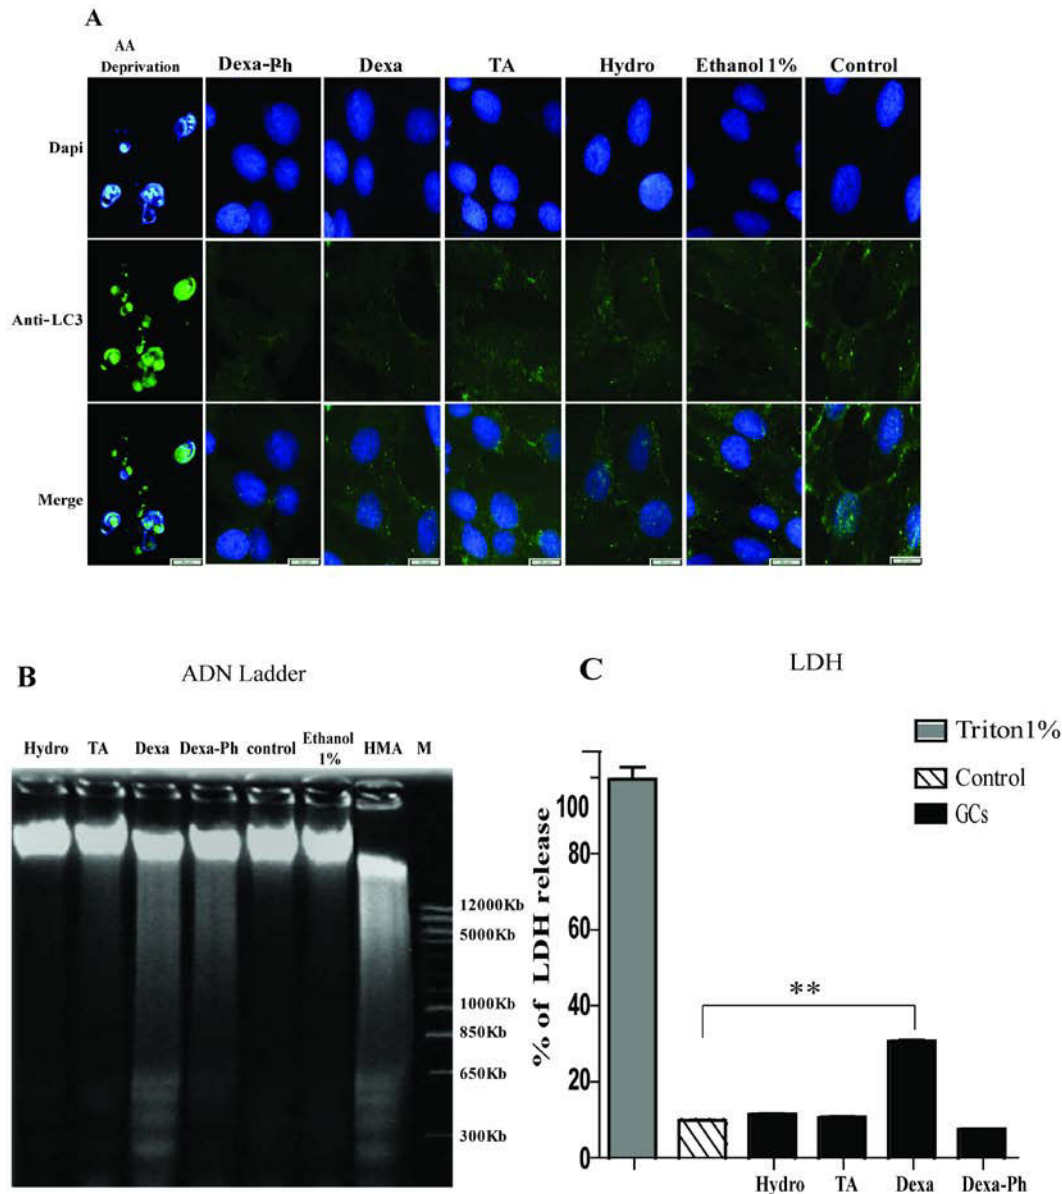 A
AA
Deprivation
Dexa-Ph
Dexa
TA
Hydro
Ethanol 1%
Control
Dapi
Anti-LC3
Merge
B
ADN Ladder
Hydro
TA
Dexa
Dexa-Ph
control
Ethanol
1%
HMA
M
12000Kb
5000Kb
1000Kb
850Kb
650Kb
300Kb
C
LDH
Triton1%
Control
GCs
% of LDH release
100
80
60
40
20
0
**
Hydro
TA
Dexa
Dexa-Ph